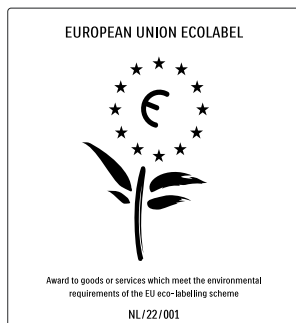 EUROPEAN UNION ECOLABEL
Award to goods or services which meet the environmental
requirements of the EU eco-labelling scheme
NL/22/001